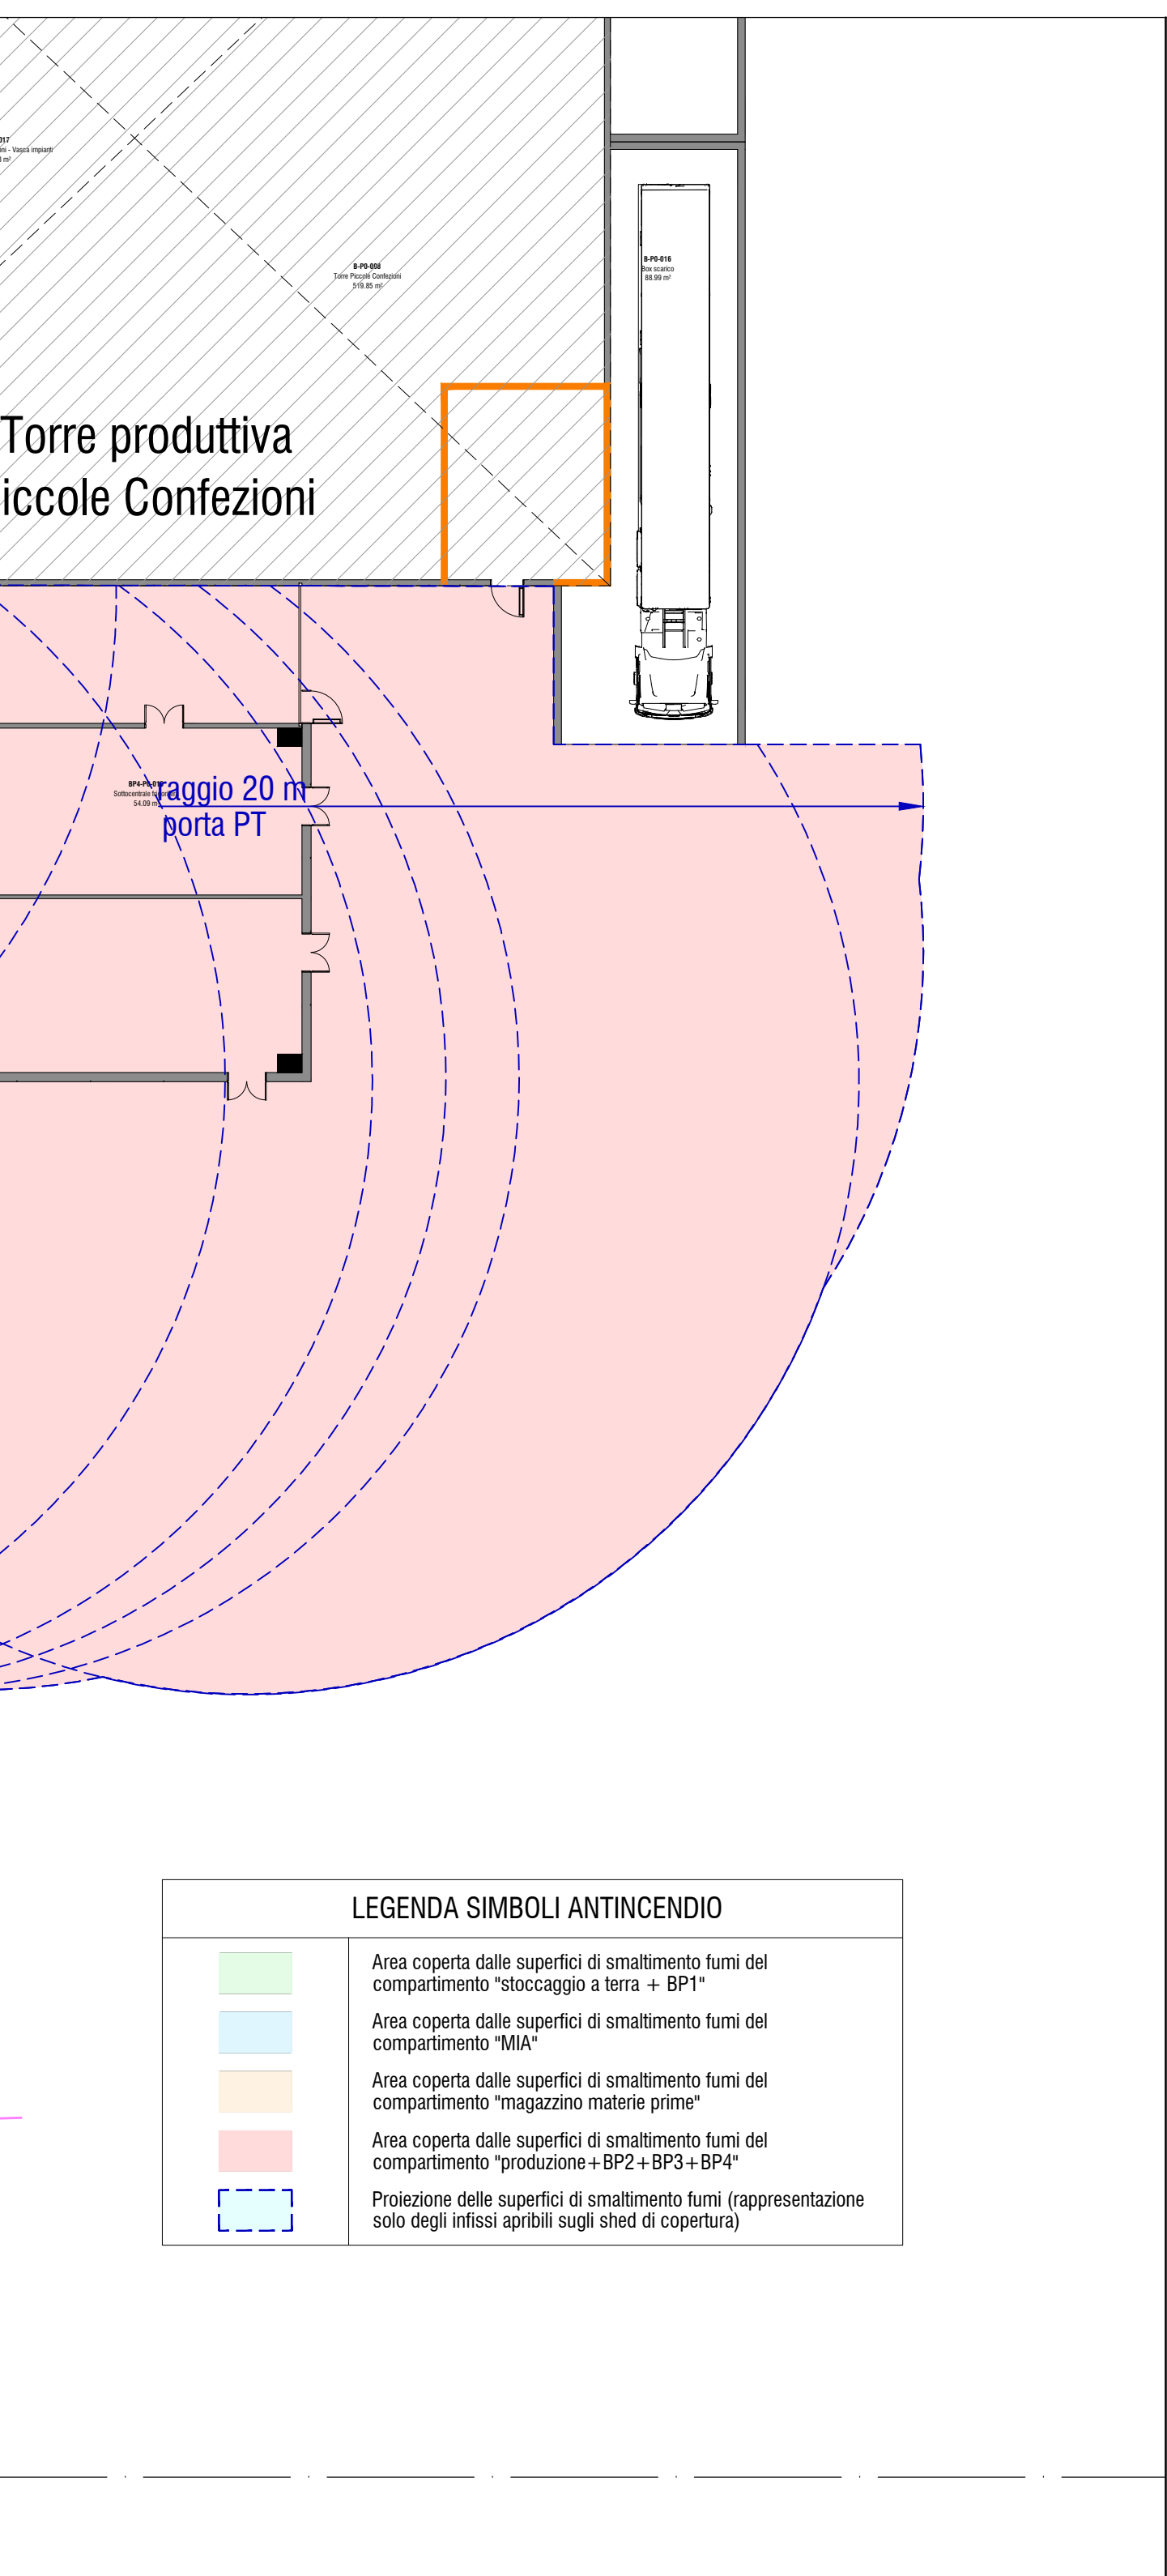 ni - Vasca impianti
B-P0-008
Torre Piccole Confezioni
519.85 m²
B-P0-016
Box scarico
88.99 m²
Torre produttiva
iccole Confezioni
Sottocentrale
54.09 m²
raggio 20 m
porta PT
LEGENDA SIMBOLI ANTINCENDIO
Area coperta dalle superfici di smaltimento fumi del
compartimento "stoccaggio a terra + BP1"
Area coperta dalle superfici di smaltimento fumi del
compartimento "MIA"
Area coperta dalle superfici di smaltimento fumi del
compartimento "magazzino materie prime"
Area coperta dalle superfici di smaltimento fumi del
compartimento "produzione+BP2+BP3+BP4"
Proiezione delle superfici di smaltimento fumi (rappresentazione
solo degli infissi apribili sugli shed di copertura)